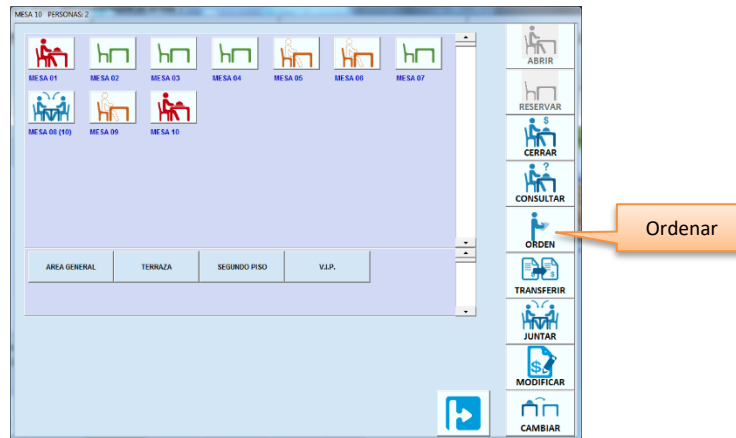 MESA 10 PERSONAS: 2
MESA 01
MESA 02
MESA 03
MESA 04
MESA 05
MESA 06
MESA 07
MESA 08 (10)
MESA 09
MESA 10
AREA GENERAL
TERRAZA
SEGUNDO PISO
V.I.P.
ABRIR
RESERVAR
CERRAR
CONSULTAR
ORDEN
TRANSFERIR
JUNTAR
MODIFICAR
CAMBIAR
Ordenar